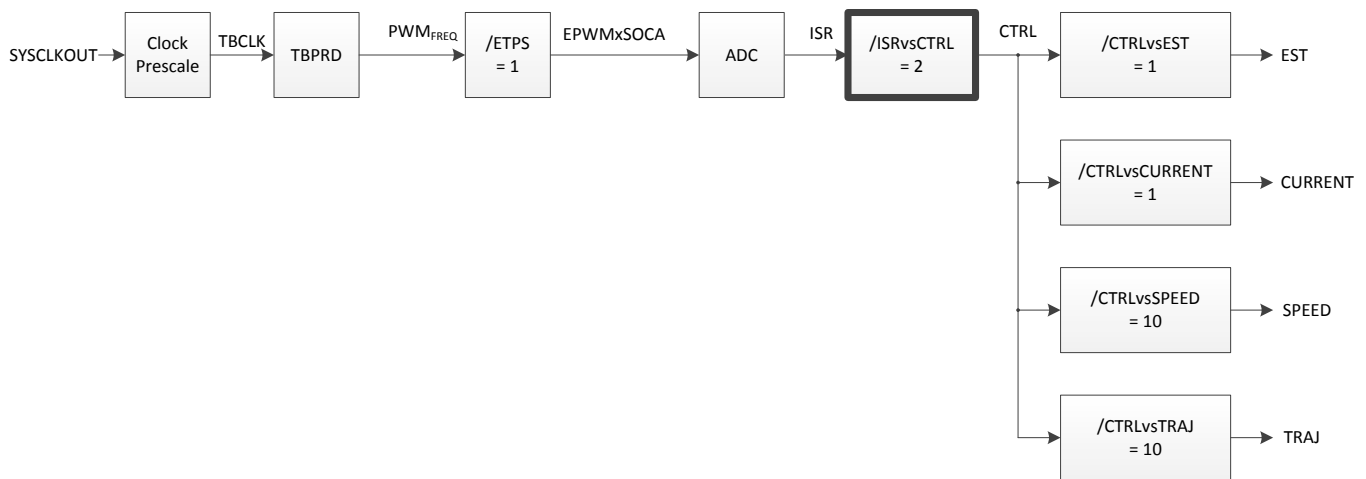 SYSCLKOUT
Clock
Prescale
TBCLK
TBPRD
PWMFREQ
/ETPS
= 1
EPWMxSOCA
ADC
ISR
/ISRvsCTRL
= 2
CTRL
/CTRLvsEST
= 1
EST
/CTRLvsCURRENT
= 1
CURRENT
/CTRLvsSPEED
= 10
SPEED
/CTRLvsTRAJ
= 10
TRAJ